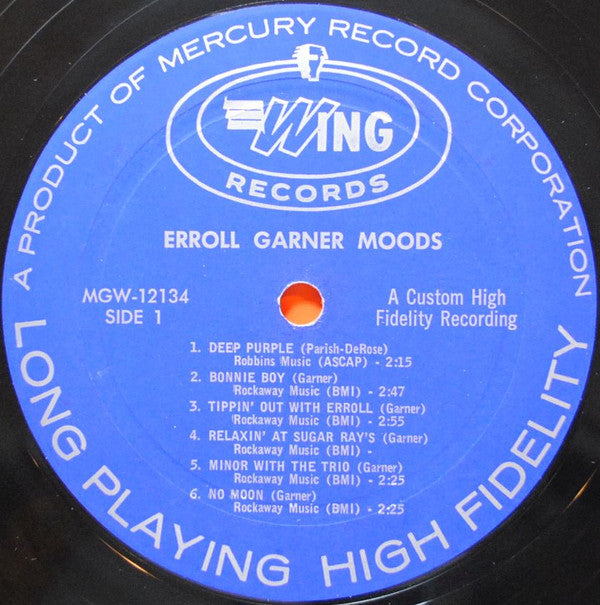 A PRODUCT OF MERCURY RECORD CORPORATION
WING
RECORDS
ERROLL GARNER MOODS
MGW-12134
SIDE 1
A Custom High
Fidelity Recording
1. DEEP PURPLE (Parish-DeRose)
Robbins Music (ASCAP) - 2:15
2. BONNIE BOY (Garner)
Rockaway Music (BMI) - 2:47
3. TIPPIN' OUT WITH ERROLL (Garner)
Rockaway Music (BMI) - 2:55
4. RELAXIN' AT SUGAR RAY'S (Garner)
Rockaway Music (BMI) -
5. MINOR WITH THE TRIO (Garner)
Rockaway Music (BMI) - 2:25
6. NO MOON (Garner)
Rockaway Music (BMI) - 2:25
LONG PLAYING HIGH FIDELITY